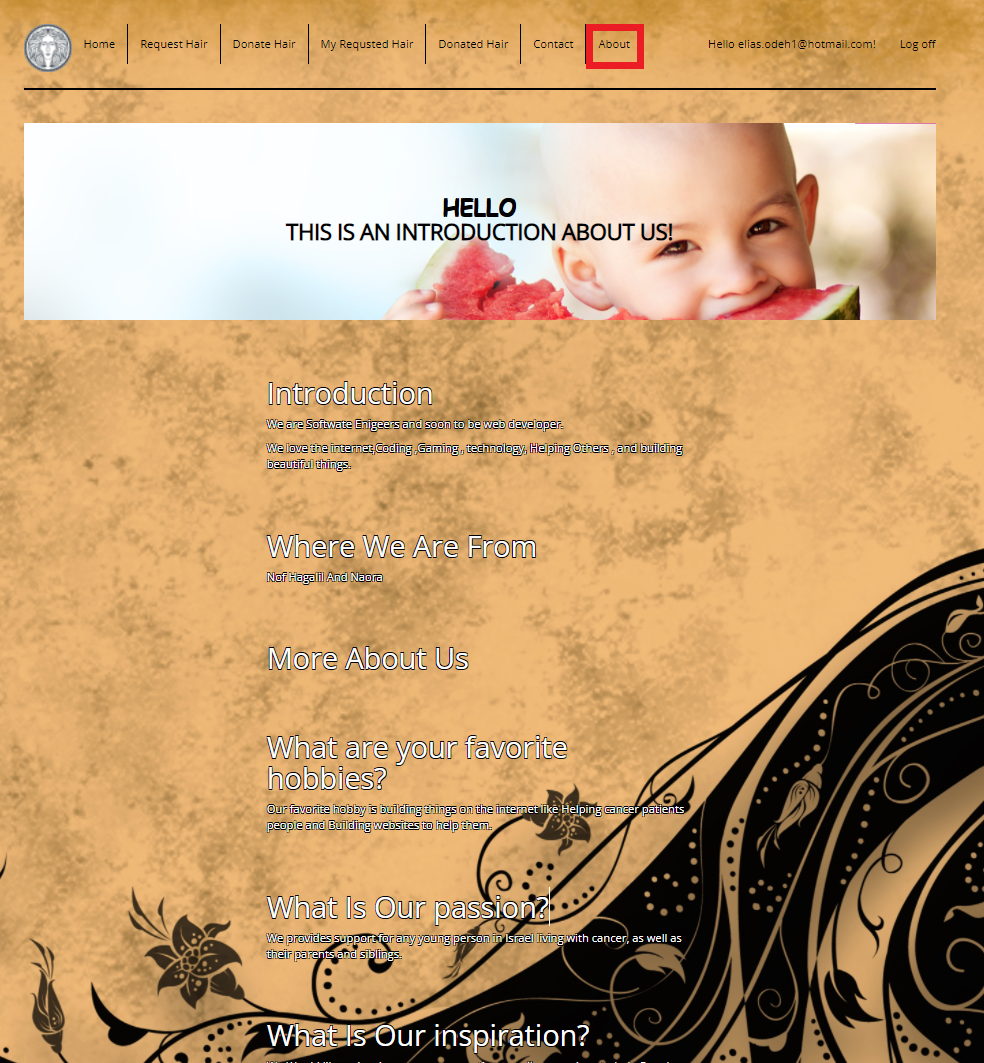 Home Request Hair Donate Hair My Requsted Hair Donated Hair Contact About Hello elias.odeh1@hotmail.com! Log off
HELLO
THIS IS AN INTRODUCTION ABOUT US!
Introduction
We are Softwate Enigeers and soon to be web developer.
We love the internet,Coding ,Gaming , technology, Helping Others , and building
beautiful things.
Where We Are From
Nof Hagalil And Naora
More About Us
What are your favorite
hobbies?
Our favorite hobby is building things on the internet like Helping cancer patients
people and Building websites to help them.
What Is Our passion?
We provides support for any young person in Israel living with cancer, as well as
their parents and siblings.
What Is Our inspiration?